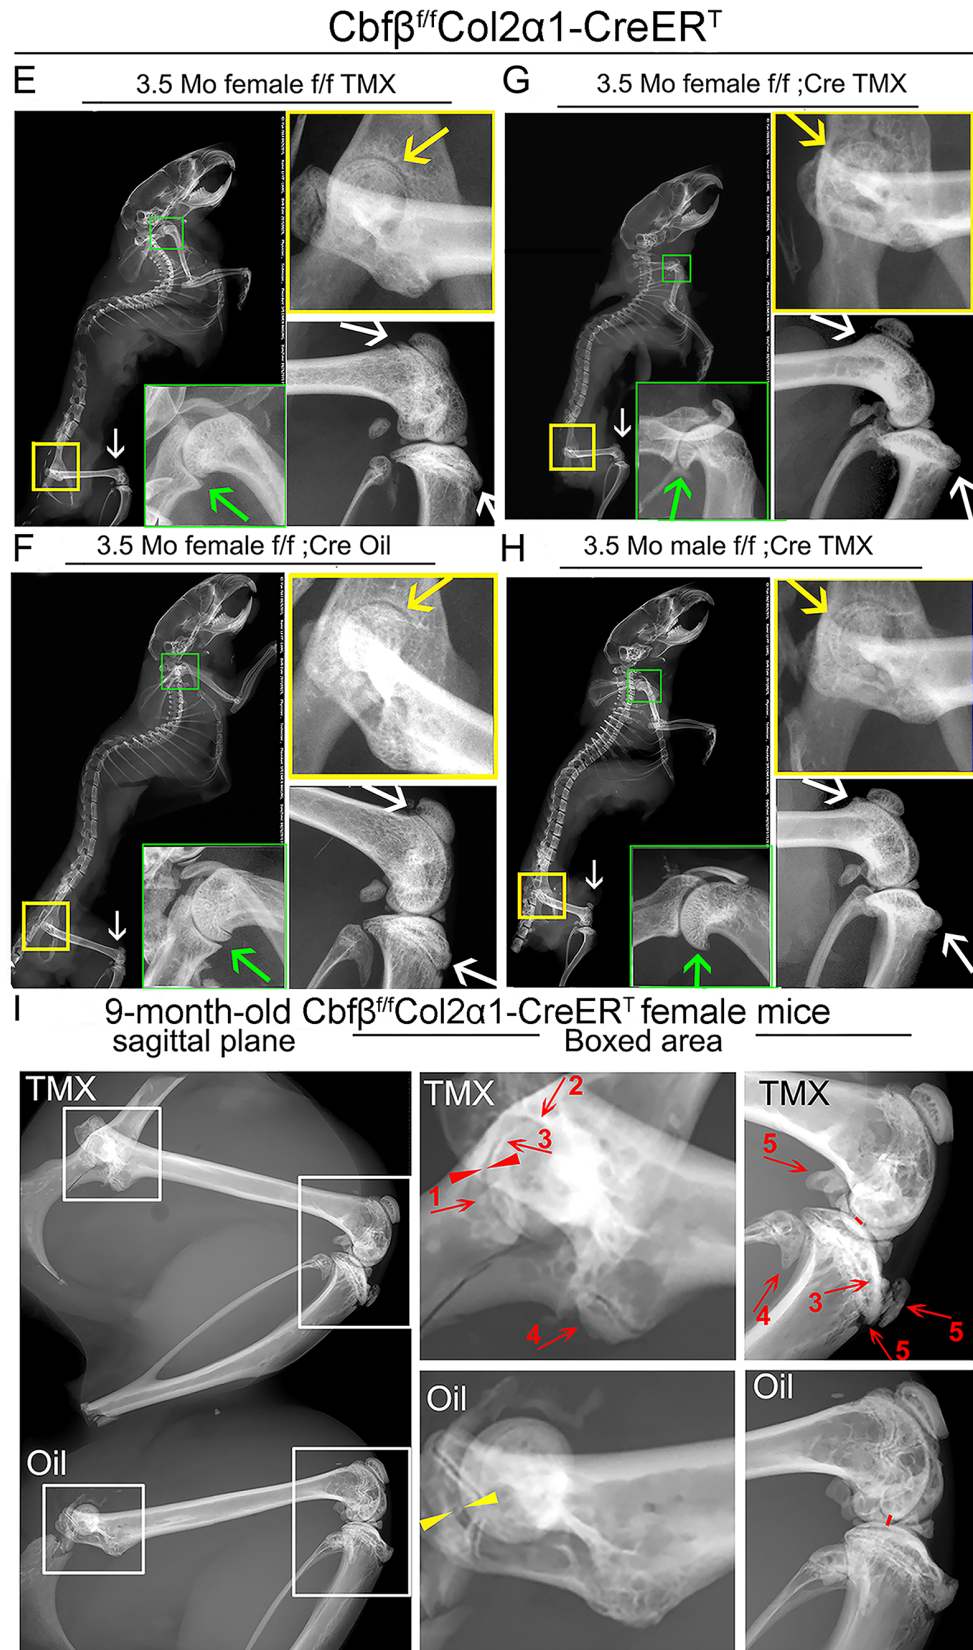 Cbfβf/fCol2α1-CreERT
E
3.5 Mo female f/f TMX
G
3.5 Mo female f/f ;Cre TMX
F
3.5 Mo female f/f ;Cre Oil
H
3.5 Mo male f/f ;Cre TMX
I
9-month-old Cbfβf/fCol2α1-CreERT female mice
sagittal plane
Boxed area
TMX
TMX
2
3
1
4
TMX
5
4
3
5
5
Oil
Oil
Oil